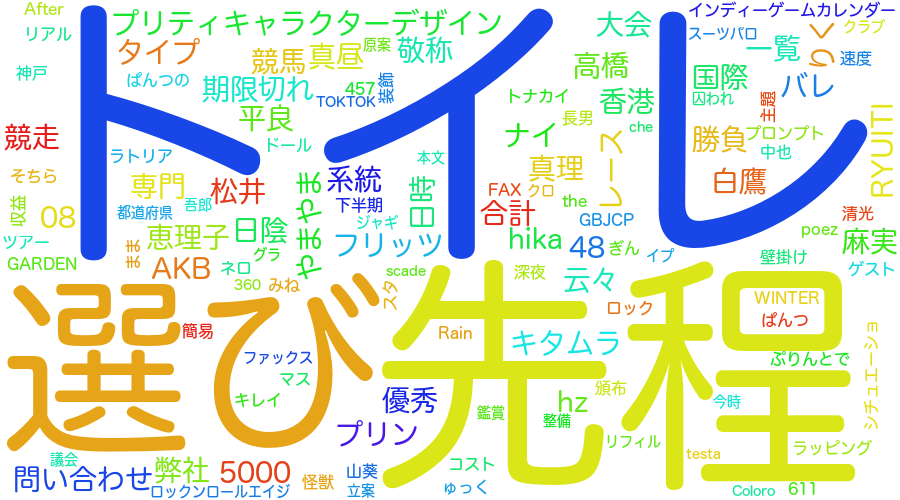 After
プリティキャラクターデザイン
インディーゲームカレンダー
リアル
トイレ
大会
スーツパロ
クラブ
りく
タイプ
競馬
真昼
原案
敬称
一覧
速度
神戸
ぱんつの
期限切れ
457
装飾
高橋
国際
バレ
TOKTOK
トナカイ
香港
囚われ
主題
競走
平良
長男
che
勝負
プロンプト
RYUITI
ラトリア
ドール
本文
ナイ
レース
中也
そちら
専門
松井
やまやま
系統
日時
真理
白鷹
収益
08
都道府県
吾郎
下半期
FAX
クロ
the
合計
GBJCP
清光
ツアー
恵理子
日陰
ジャギ
フリッツ
hika
48
ぎん
poez
麻実
GARDEN
まま
AKB
ネロ
グラ
イプ
壁掛け
ゲスト
360
みね
scade
深夜
云々
選び
先程
スタ
ロック
WINTER
ぱんつ
簡易
Rain
キタムラ
シチュエーショ
ファックス
ぷりんとで
マス
キレイ
優秀
hz
頒布
今時
鑑賞
整備
プリン
リフィル
ラッピング
議会
testa
問い合わせ
弊社
5000
怪獣
山葵
コスト
ロックンロールエイジ
立案
ゅっく
Coloro
611